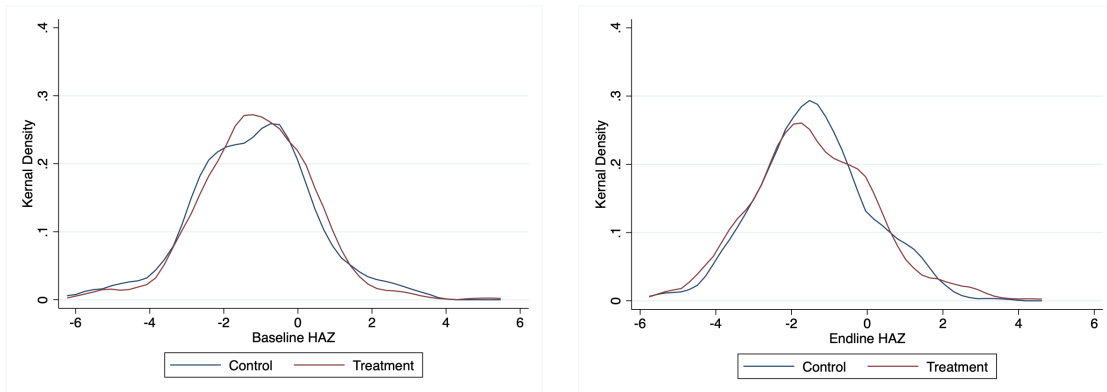 .4
.3
.2
.1
0
Kernal Density
-6 -4 -2 0 2 4 6
Baseline HAZ
Control Treatment
.4
.3
.2
.1
0
Kernal Density
-6 -4 -2 0 2 4 6
Endline HAZ
Control Treatment